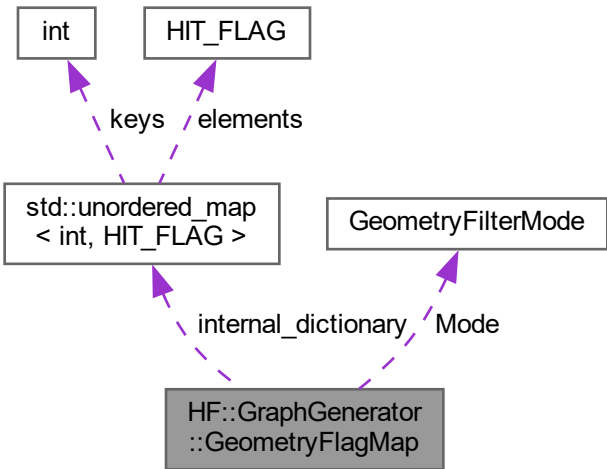 int
HIT_FLAG
keys
elements
std::unordered_map
< int, HIT_FLAG >
GeometryFilterMode
internal_dictionary
Mode
HF::GraphGenerator
::GeometryFlagMap